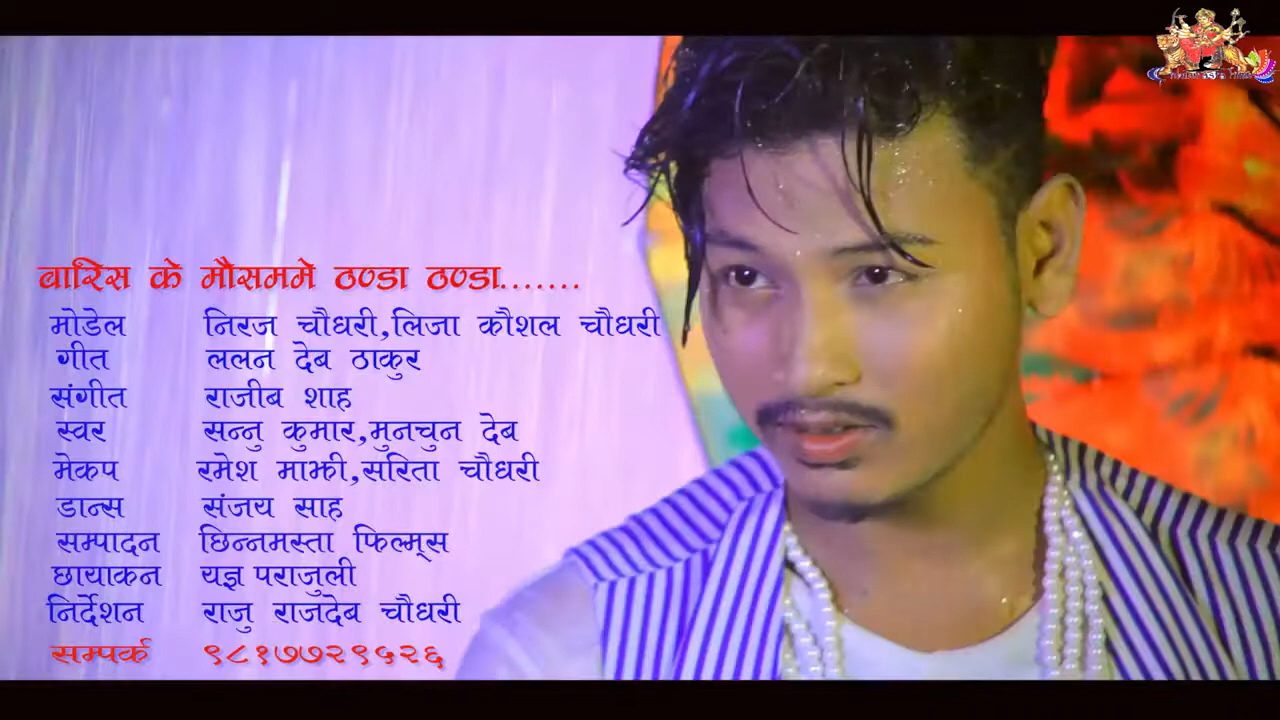 बारिस के मौसममे ठण्डा ठण्डा.......
मोडेल निरज चौधरी,लिजा कौशल चौधरी
गीत ललन देब ठाकुर
संगीत राजीब शाह
स्वर सन्नु कुमार,मुनचुन देब
मेकप रमेश माझी,सरिता चौधरी
डान्स संजय साह
सम्पादन छिन्नमस्ता फिल्म्स
छायाकन यज्ञ पराजुली
निर्देशन राजु राजदेब चौधरी
सम्पर्क ९८१७७२९५२६